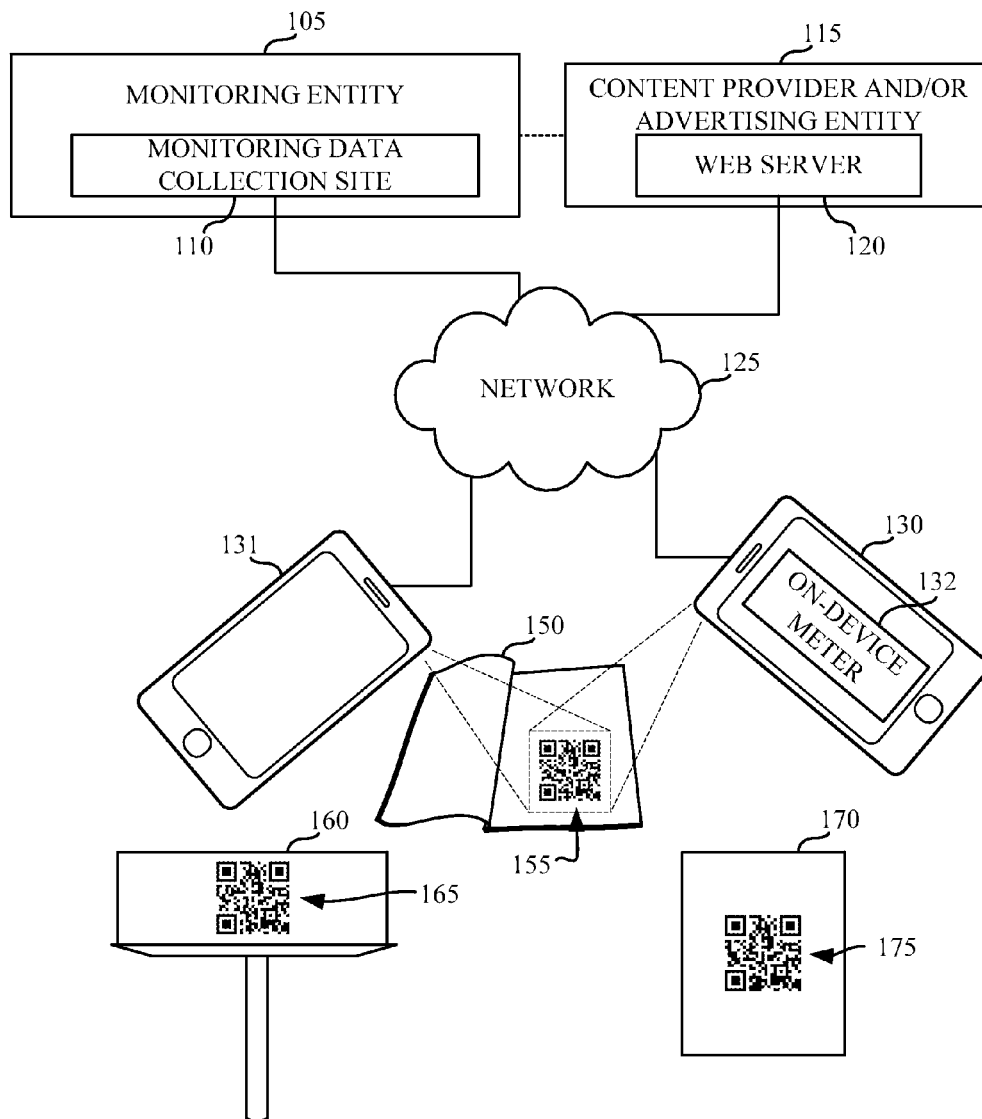 105
115
MONITORING ENTITY
MONITORING DATA
COLLECTION SITE
CONTENT PROVIDER AND/OR
ADVERTISING ENTITY
WEB SERVER
110
120
NETWORK
125
131
130
132
ON-DEVICE
METER
150
155
160
165
170
175